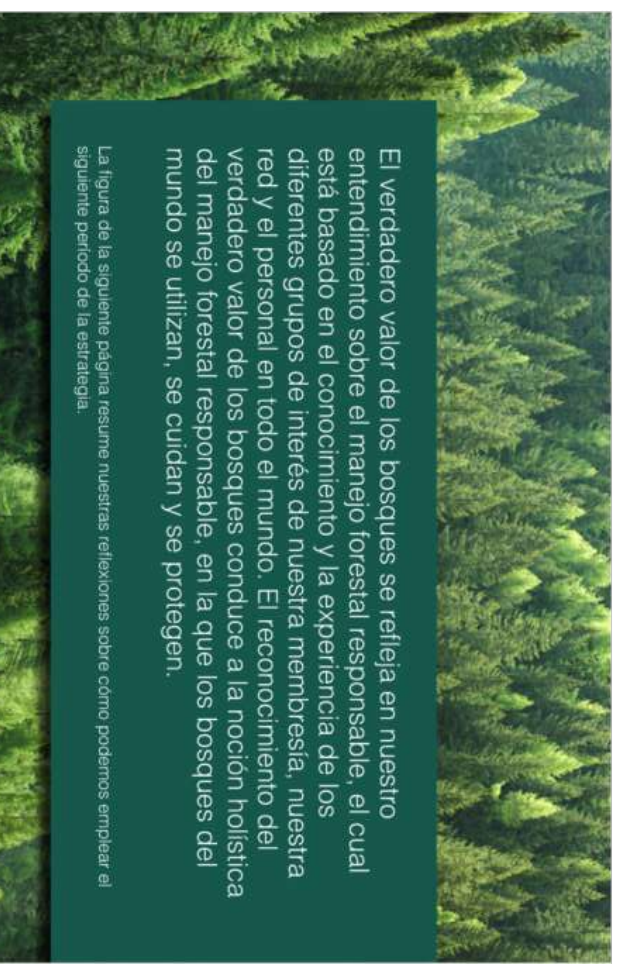 El verdadero valor de los bosques se refleja en nuestro
entendimiento sobre el manejo forestal responsable, el cual
está basado en el conocimiento y la experiencia de los
diferentes grupos de interés de nuestra membresía, nuestra
red y el personal en todo el mundo. El reconocimiento del
verdadero valor de los bosques conduce a la noción holística
del manejo forestal responsable, en la que los bosques del
mundo se utilizan, se cuidan y se protegen.
La figura de la siguiente página resume nuestras reflexiones sobre cómo podemos emplear el
siguiente período de la estrategia.